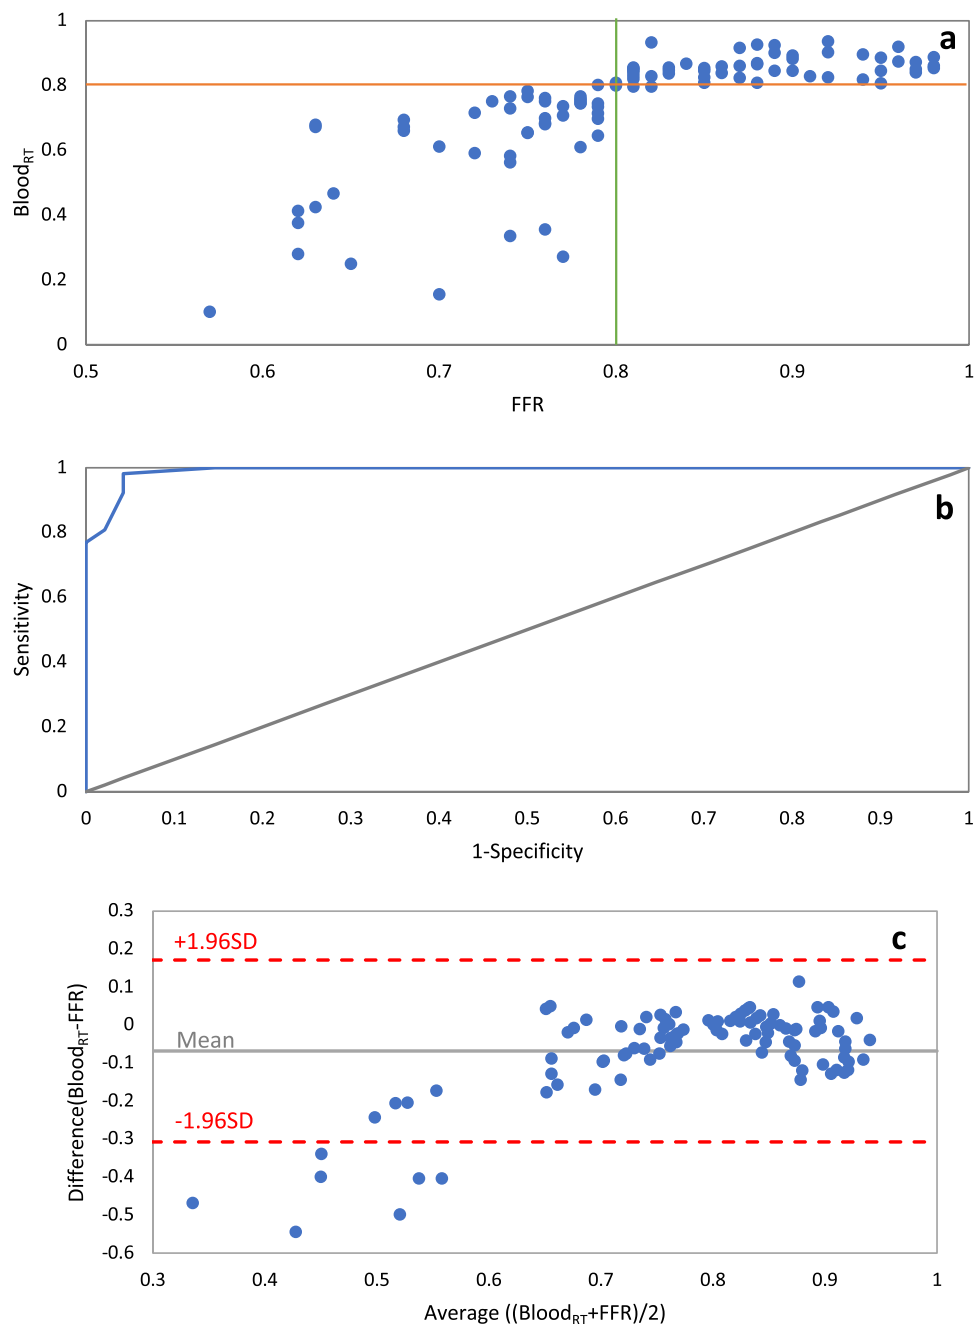 a
1
0.8
0.6
0.4
0.2
0
Blood_RT
0.5 0.6 0.7 0.8 0.9 1
FFR
b
1
0.8
0.6
0.4
0.2
0
Sensitivity
0 0.1 0.2 0.3 0.4 0.5 0.6 0.7 0.8 0.9 1
1-Specificity
c
0.3
0.2
0.1
0
-0.1
-0.2
-0.3
-0.4
-0.5
-0.6
+1.96SD
Mean
-1.96SD
Difference(Blood_RT-FFR)
0.3 0.4 0.5 0.6 0.7 0.8 0.9 1
Average ((Blood_RT+FFR)/2)